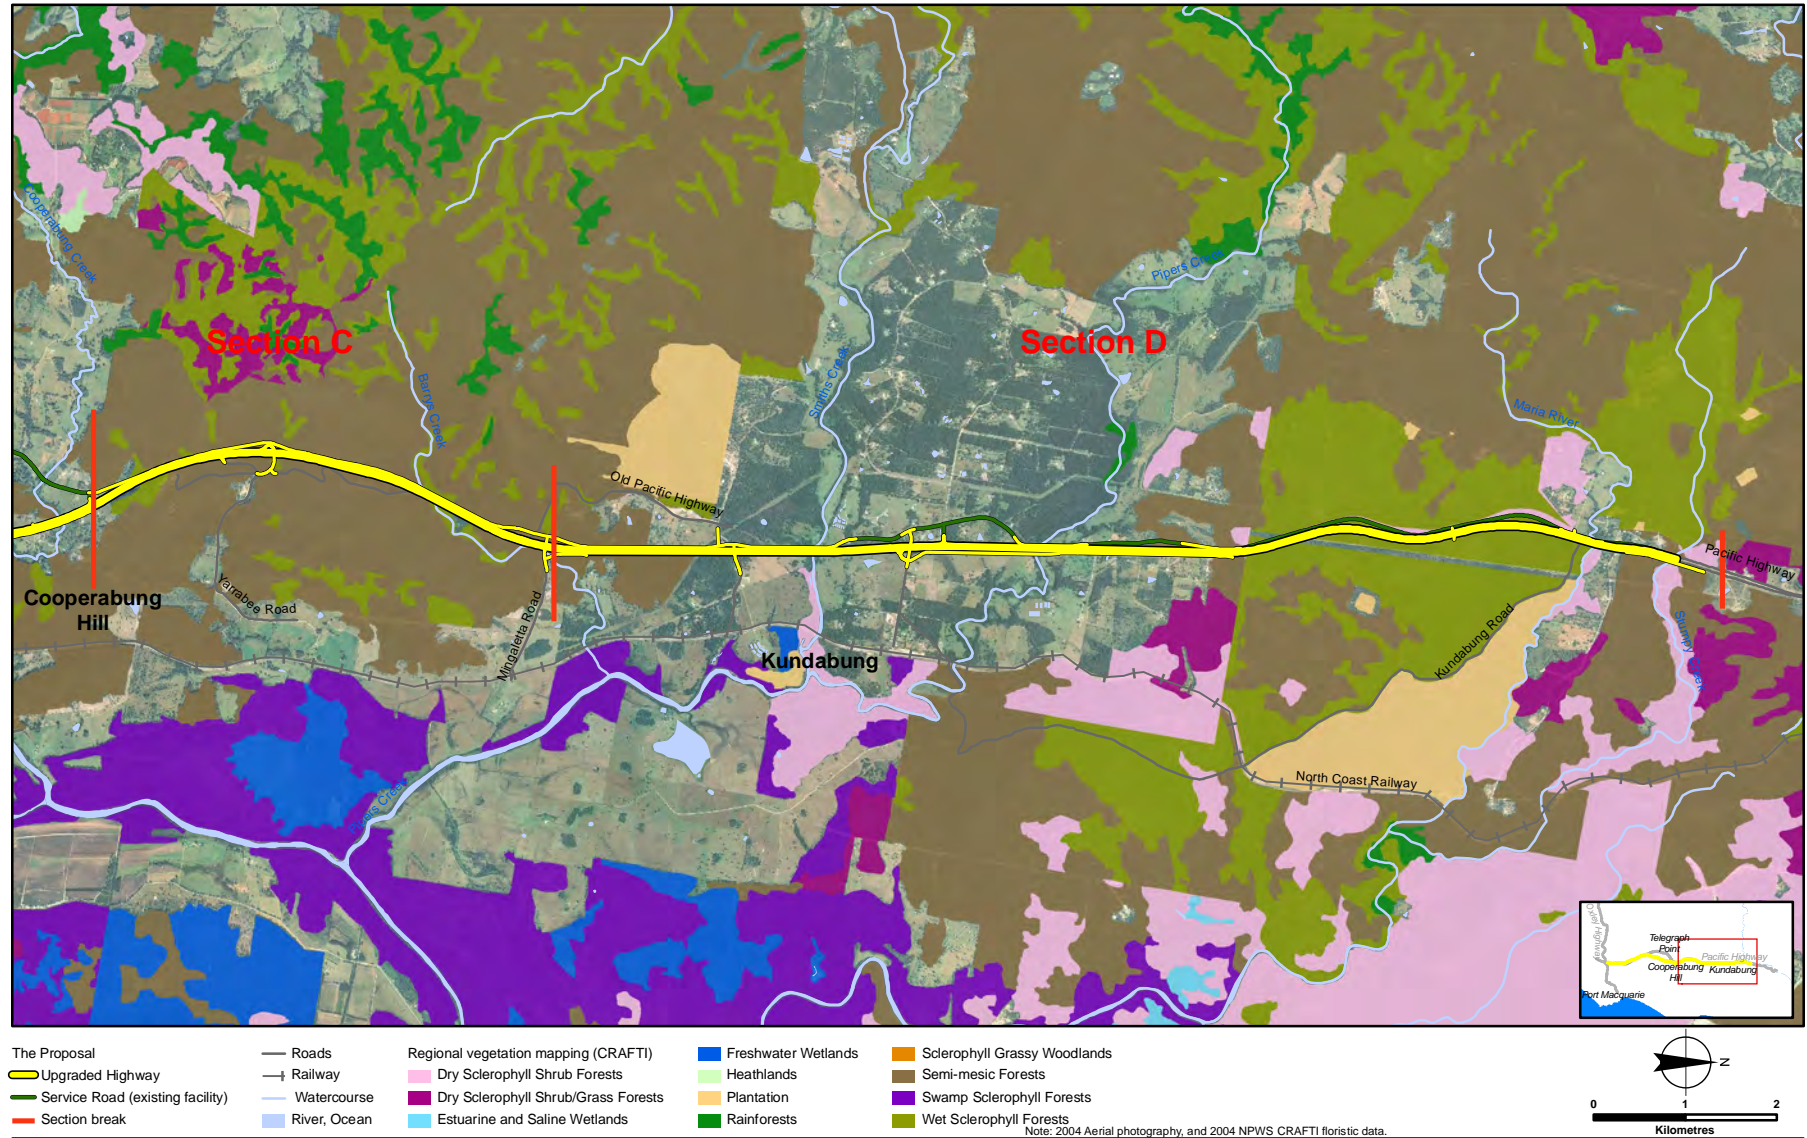 Cooperabung Creek
Section C
Section D
Pipers Creek
Smiths Creek
Barrys Creek
Maria River
Old Pacific Highway
Pacific Highway
Cooperabung
Hill
Yarrabee Road
Mingaletta Road
Kundabung
Kundabung Road
Stumpy Creek
North Coast Railway
Pipers Creek
Oxley Highway
Telegraph
Point
Pacific Highway
Cooperabung
Hill
Kundabung
Port Macquarie
The Proposal
Upgraded Highway
Service Road (existing facility)
Section break
Roads
Railway
Watercourse
River, Ocean
Regional vegetation mapping (CRAFTI)
Dry Sclerophyll Shrub Forests
Dry Sclerophyll Shrub/Grass Forests
Estuarine and Saline Wetlands
Freshwater Wetlands
Heathlands
Plantation
Rainforests
Sclerophyll Grassy Woodlands
Semi-mesic Forests
Swamp Sclerophyll Forests
Wet Sclerophyll Forests
Note: 2004 Aerial photography, and 2004 NPWS CRAFTI floristic data.
N
0 1 2
Kilometres